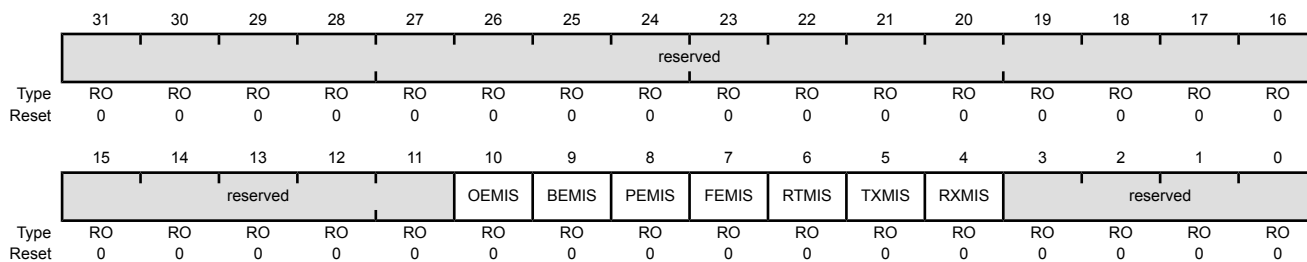 31 30 29 28 27 26 25 24 23 22 21 20 19 18 17 16
reserved
Type RO RO RO RO RO RO RO RO RO RO RO RO RO RO RO RO
Reset 0 0 0 0 0 0 0 0 0 0 0 0 0 0 0 0
15 14 13 12 11 10 9 8 7 6 5 4 3 2 1 0
reserved OEMIS BEMIS PEMIS FEMIS RTMIS TXMIS RXMIS reserved
Type RO RO RO RO RO RO RO RO RO RO RO RO RO RO RO RO
Reset 0 0 0 0 0 0 0 0 0 0 0 0 0 0 0 0